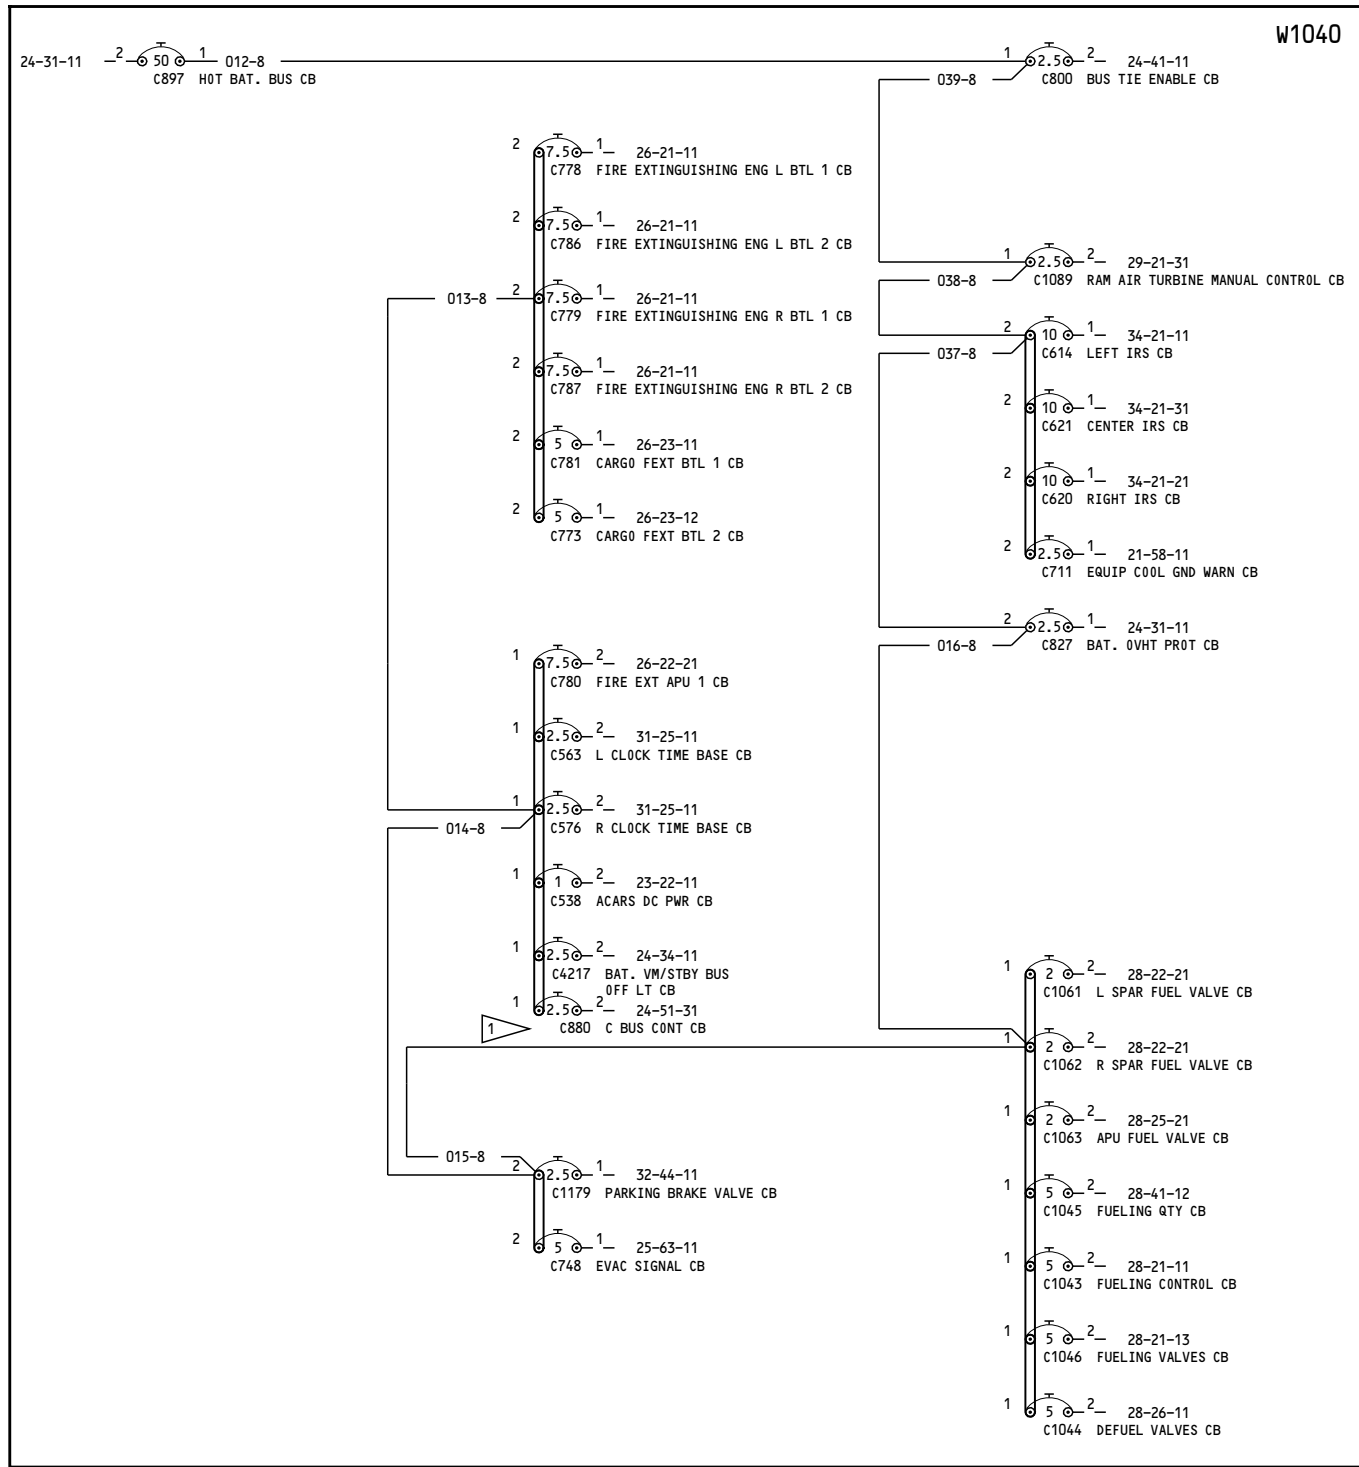 W1040
24-31-11 2 50 1 012-8
C897 HOT BAT. BUS CB
1 2.5 2 24-41-11
C800 BUS TIE ENABLE CB
039-8
2 7.5 1 26-21-11
C778 FIRE EXTINGUISHING ENG L BTL 1 CB
2 7.5 1 26-21-11
C786 FIRE EXTINGUISHING ENG L BTL 2 CB
013-8 2 7.5 1 26-21-11
C779 FIRE EXTINGUISHING ENG R BTL 1 CB
2 7.5 1 26-21-11
C787 FIRE EXTINGUISHING ENG R BTL 2 CB
2 5 1 26-23-11
C781 CARGO FEXT BTL 1 CB
2 5 1 26-23-12
C773 CARGO FEXT BTL 2 CB
1 7.5 2 26-22-21
C780 FIRE EXT APU 1 CB
1 2.5 2 31-25-11
C563 L CLOCK TIME BASE CB
1 2.5 2 31-25-11
014-8 C576 R CLOCK TIME BASE CB
1 1 2 23-22-11
C538 ACARS DC PWR CB
1 2.5 2 24-34-11
C4217 BAT. VM/STBY BUS
OFF LT CB
1 2.5 2 24-51-31
1 C880 C BUS CONT CB
015-8
2 2.5 1 32-44-11
C1179 PARKING BRAKE VALVE CB
2 5 1 25-63-11
C748 EVAC SIGNAL CB
1 2.5 2 29-21-31
038-8 C1089 RAM AIR TURBINE MANUAL CONTROL CB
2 10 1 34-21-11
037-8 C614 LEFT IRS CB
2 10 1 34-21-31
C621 CENTER IRS CB
2 10 1 34-21-21
C620 RIGHT IRS CB
2 2.5 1 21-58-11
C711 EQUIP COOL GND WARN CB
2 2.5 1 24-31-11
016-8 C827 BAT. OVHT PROT CB
1 2 2 28-22-21
C1061 L SPAR FUEL VALVE CB
1 2 2 28-22-21
C1062 R SPAR FUEL VALVE CB
1 2 2 28-25-21
C1063 APU FUEL VALVE CB
1 5 2 28-41-12
C1045 FUELING QTY CB
1 5 2 28-21-11
C1043 FUELING CONTROL CB
1 5 2 28-21-13
C1046 FUELING VALVES CB
1 5 2 28-26-11
C1044 DEFUEL VALVES CB